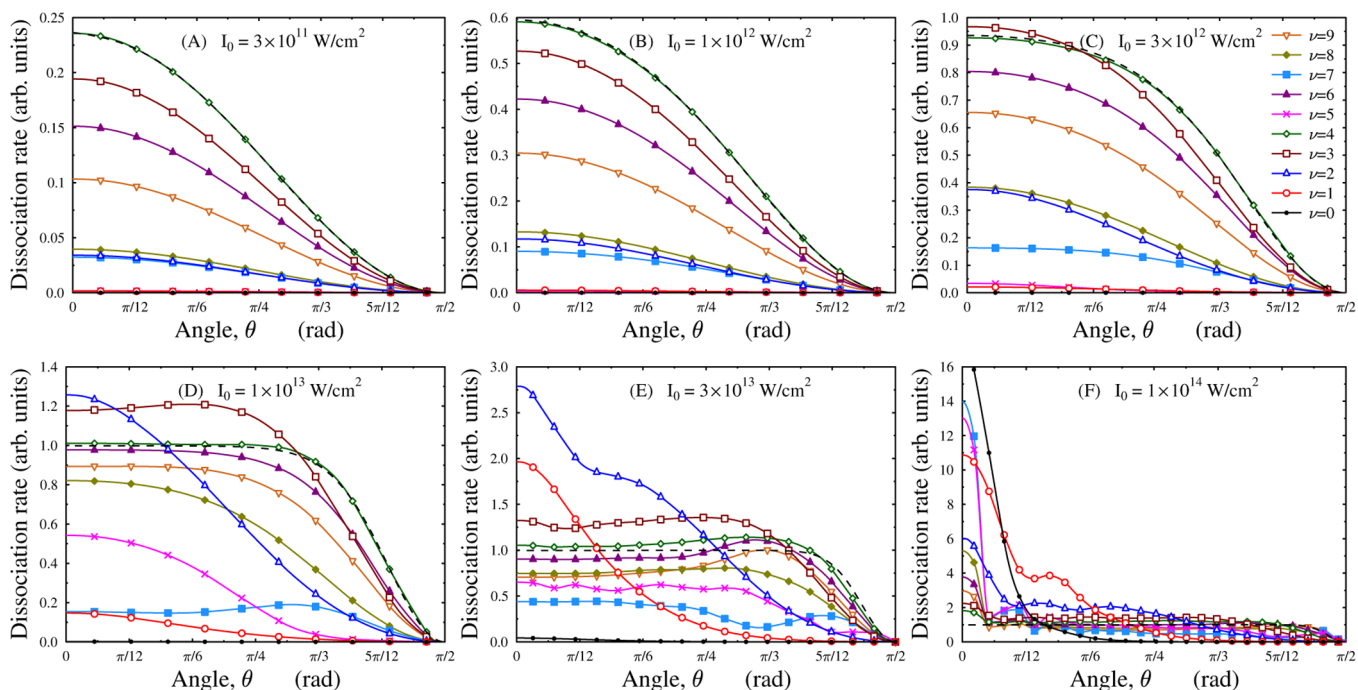 (A) I₀ = 3×10¹¹ W/cm²
Dissociation rate (arb. units)
0.25
0.2
0.15
0.1
0.05
0.0
0 π/12 π/6 π/4 π/3 5π/12 π/2
Angle, θ (rad)
(B) I₀ = 1×10¹² W/cm²
Dissociation rate (arb. units)
0.6
0.5
0.4
0.3
0.2
0.1
0.0
0 π/12 π/6 π/4 π/3 5π/12 π/2
Angle, θ (rad)
(C) I₀ = 3×10¹² W/cm²
Dissociation rate (arb. units)
1.0
0.9
0.8
0.7
0.6
0.5
0.4
0.3
0.2
0.1
0.0
ν=9
ν=8
ν=7
ν=6
ν=5
ν=4
ν=3
ν=2
ν=1
ν=0
0 π/12 π/6 π/4 π/3 5π/12 π/2
Angle, θ (rad)
(D) I₀ = 1×10¹³ W/cm²
Dissociation rate (arb. units)
1.4
1.2
1.0
0.8
0.6
0.4
0.2
0.0
0 π/12 π/6 π/4 π/3 5π/12 π/2
Angle, θ (rad)
(E) I₀ = 3×10¹³ W/cm²
Dissociation rate (arb. units)
3.0
2.5
2.0
1.5
1.0
0.5
0.0
0 π/12 π/6 π/4 π/3 5π/12 π/2
Angle, θ (rad)
(F) I₀ = 1×10¹⁴ W/cm²
Dissociation rate (arb. units)
16
14
12
10
8
6
4
2
0
0 π/12 π/6 π/4 π/3 5π/12 π/2
Angle, θ (rad)